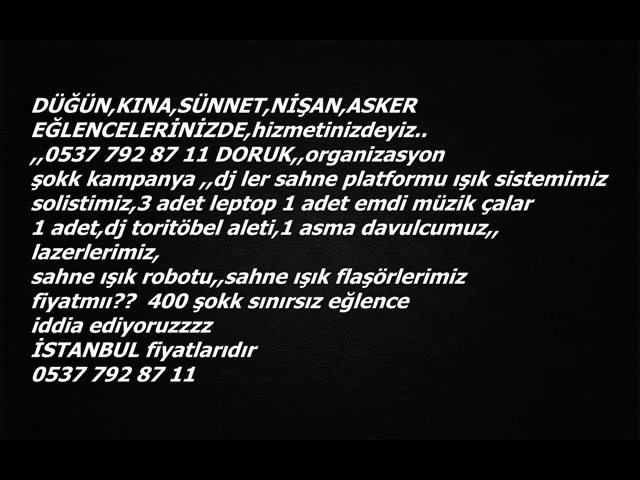 DÜĞÜN,KINA,SÜNNET,NİŞAN,ASKER
EĞLENCELERİNİZDE,hizmetinizdeyiz..
,,0537 792 87 11 DORUK,,organizasyon
şokk kampanya ,,dj ler sahne platformu ışık sistemimiz
solistimiz,3 adet leptop 1 adet emdi müzik çalar
1 adet,dj toritöbel aleti,1 asma davulcumuz,,
lazerlerimiz,
sahne ışık robotu,,sahne ışık flaşörlerimiz
fiyatmıı??  400 şokk sınırsız eğlence
iddia ediyoruzzzz
İSTANBUL fiyatlarıdır
0537 792 87 11